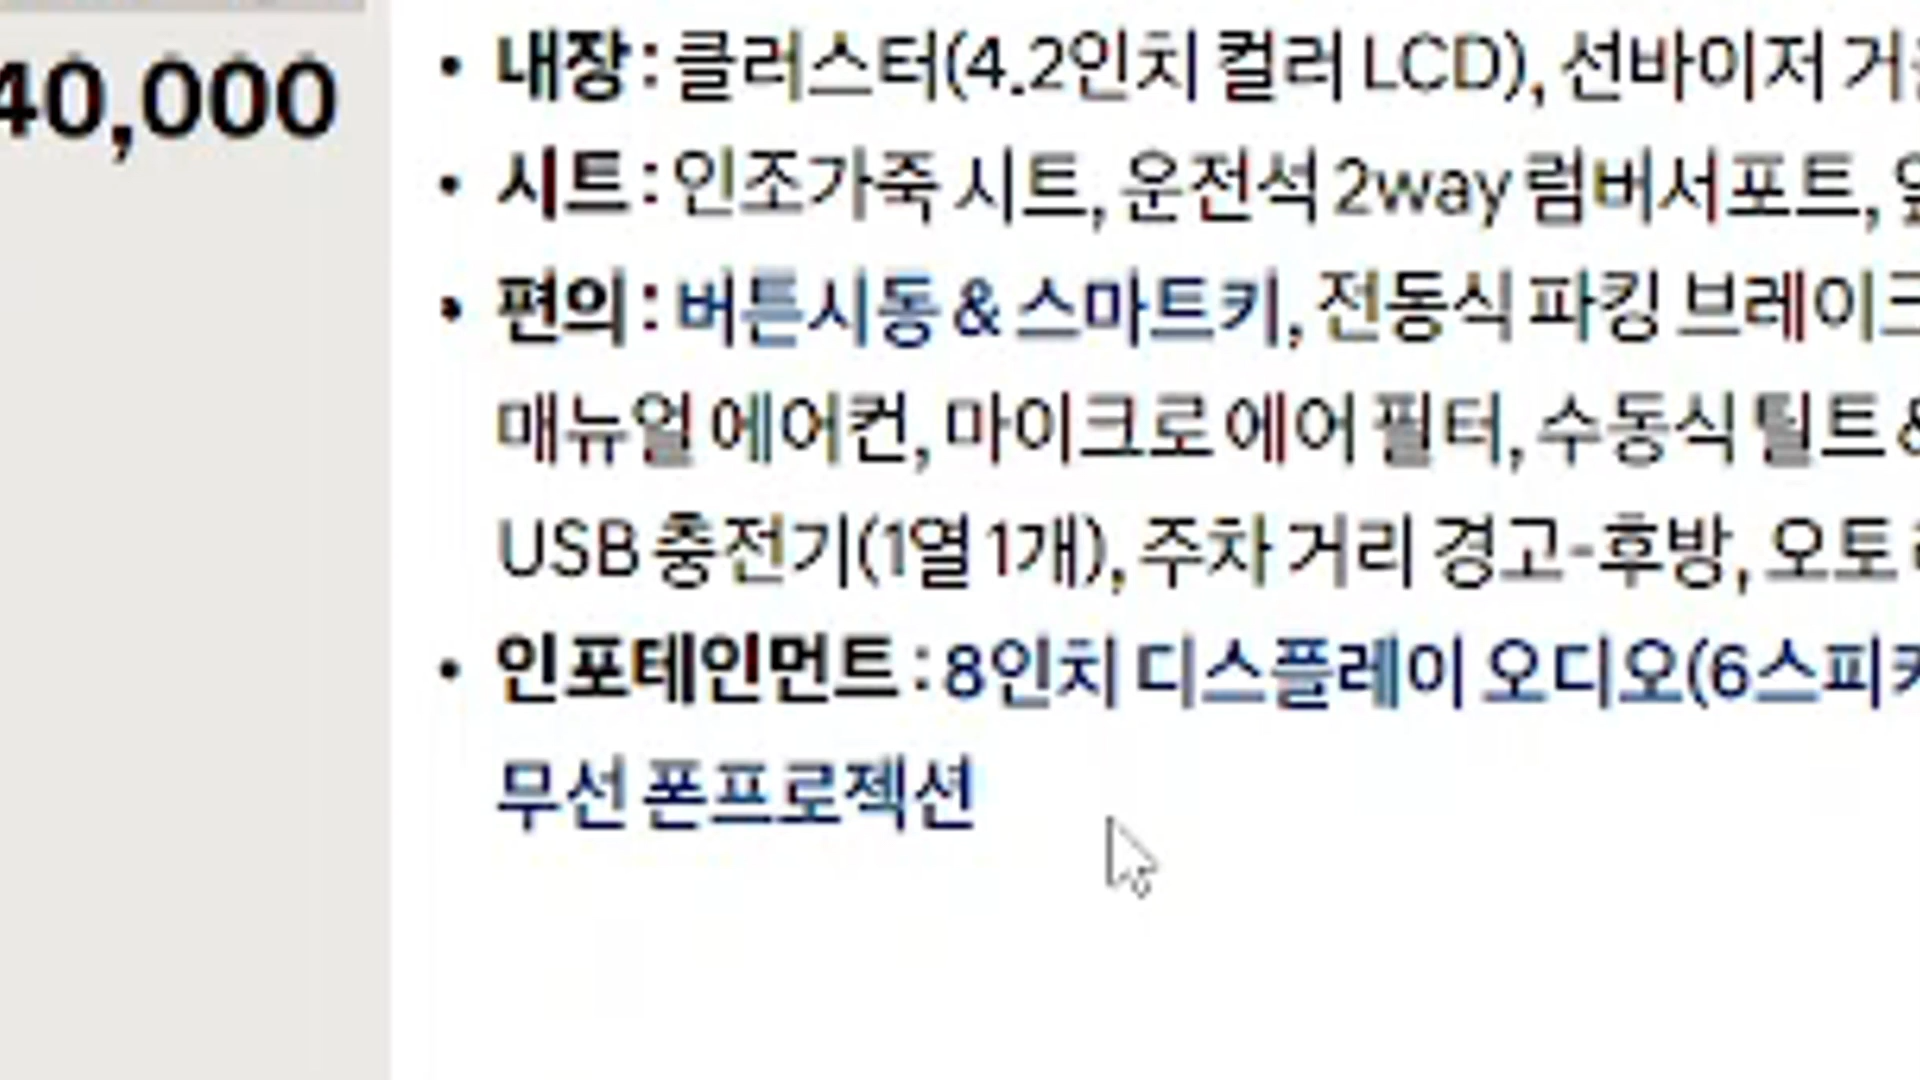 40,000
• 내장 : 클러스터(4.2인치 컬러 LCD), 선바이저
• 시트 : 인조가죽 시트, 운전석 2way 럼버서포트,
• 편의 : 버튼시동 & 스마트키, 전동식 파킹 브레이크
매뉴얼 에어컨, 마이크로 에어 필터, 수동식 틸트 &
USB 충전기(1열 1개), 주차 거리 경고-후방, 오토
• 인포테인먼트 : 8인치 디스플레이 오디오(6스피커
무선 폰프로젝션